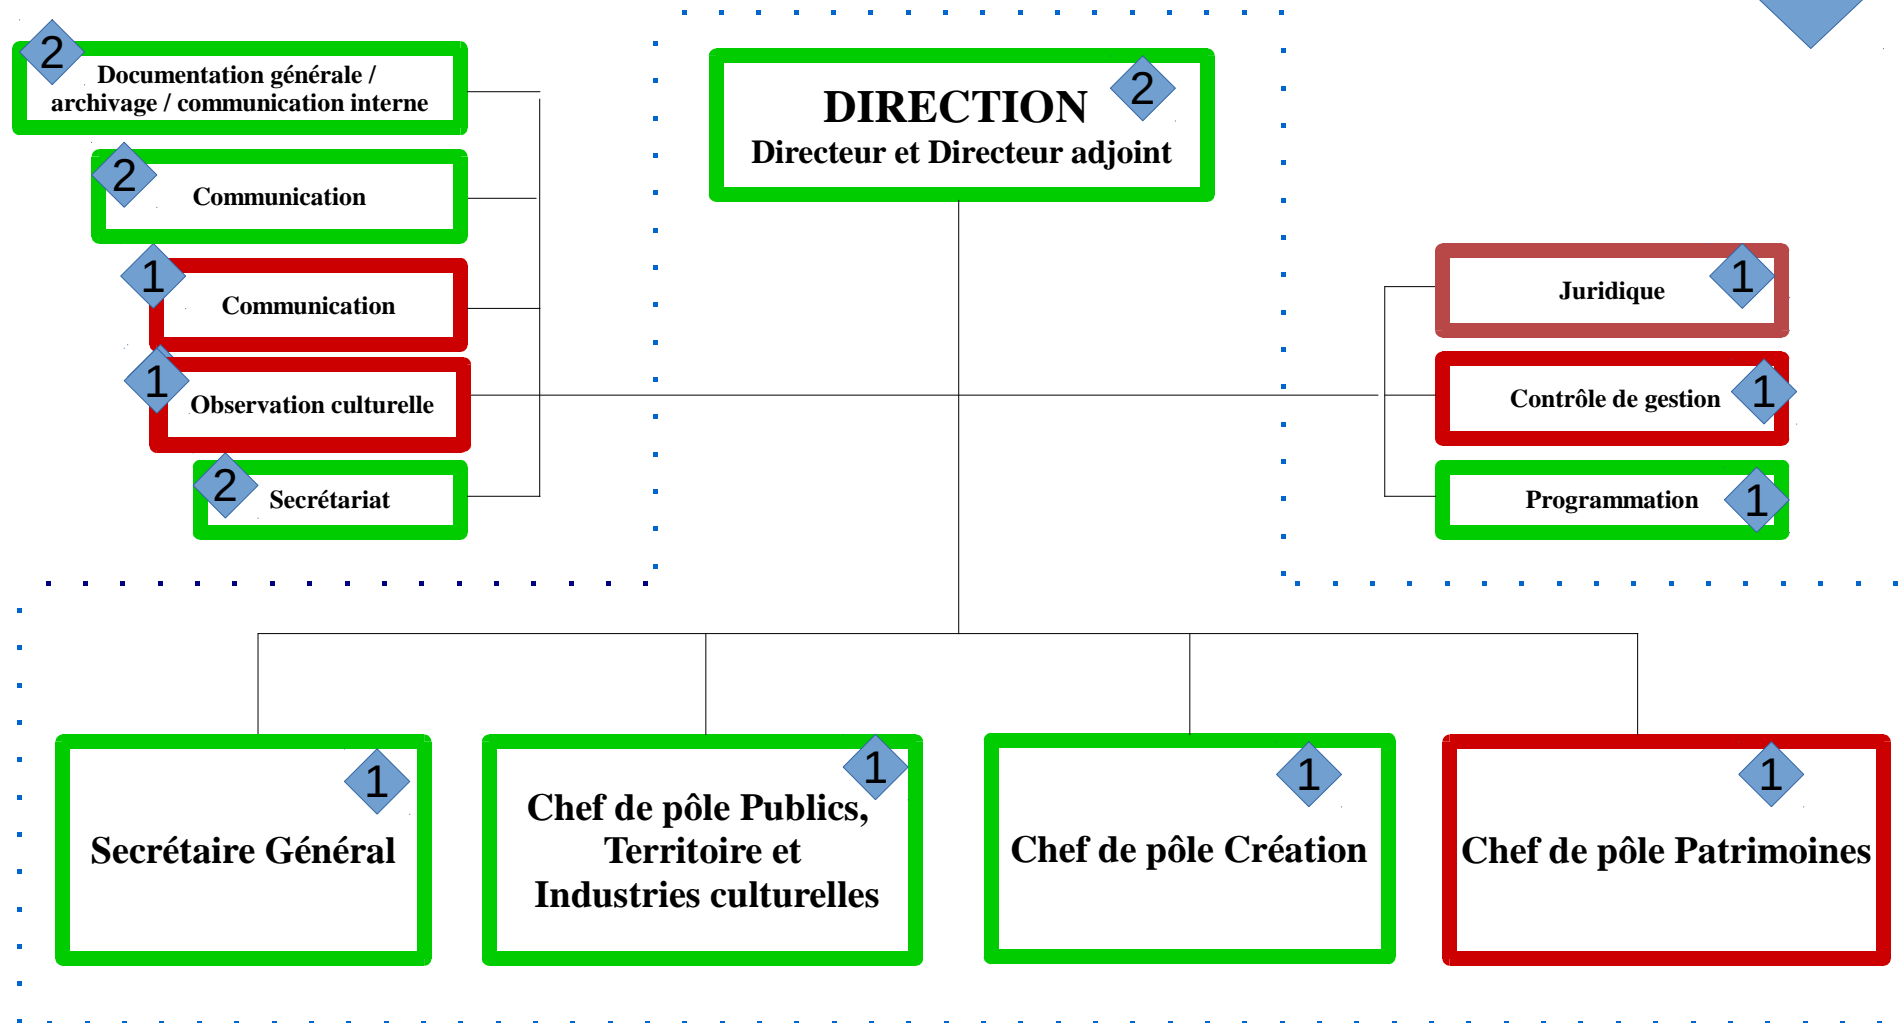 2
Documentation générale /
archivage / communication interne
2
Communication
1
Communication
1
Observation culturelle
2
Secrétariat
DIRECTION
2
Directeur et Directeur adjoint
Juridique
1
Contrôle de gestion
1
Programmation
1
1
Secrétaire Général
1
Chef de pôle Publics,
Territoire et
Industries culturelles
1
Chef de pôle Création
1
Chef de pôle Patrimoines